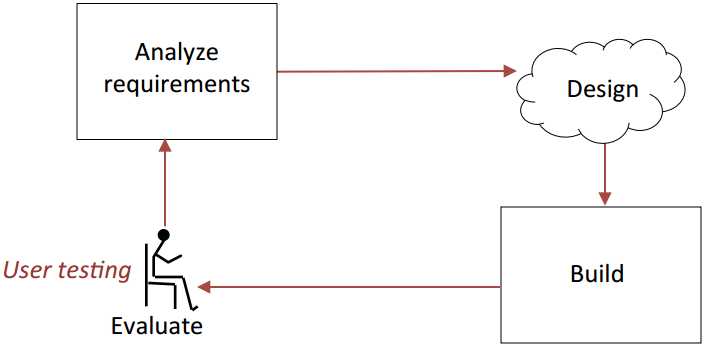 Analyze
requirements
Design
Build
User testing
Evaluate